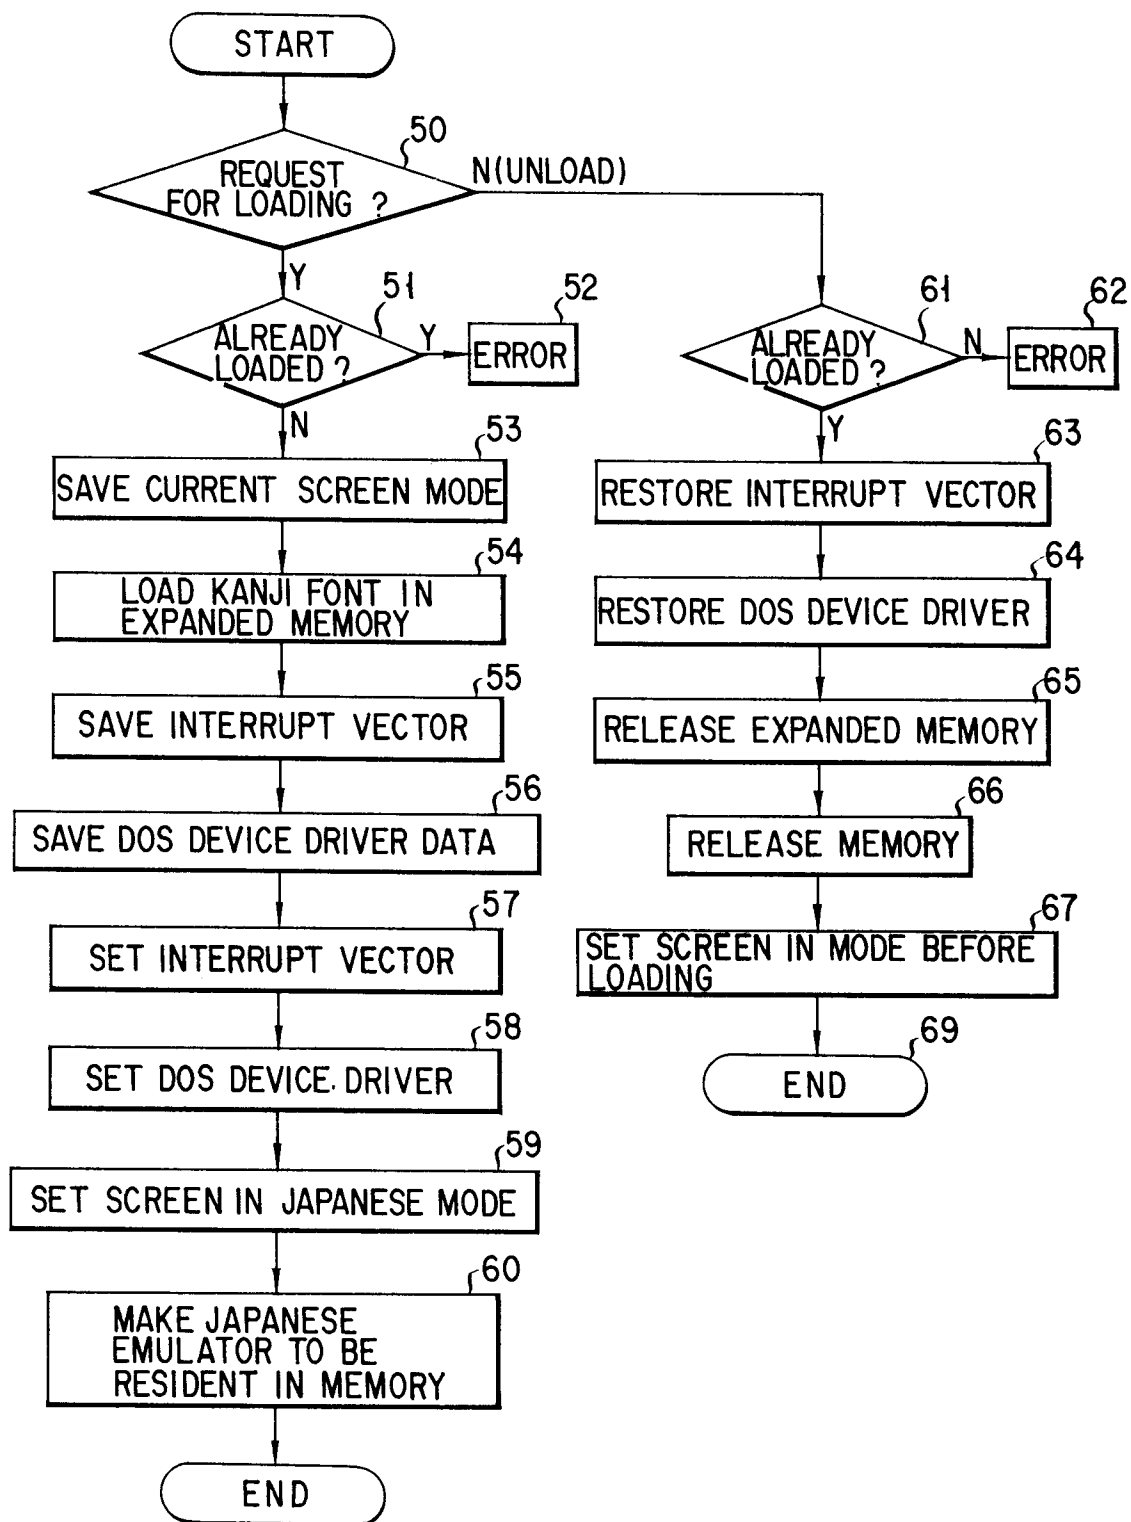 START
50
REQUEST
FOR LOADING ?
N(UNLOAD)
Y
51
ALREADY
LOADED ?
Y
52
ERROR
N
53
SAVE CURRENT SCREEN MODE
54
LOAD KANJI FONT IN
EXPANDED MEMORY
55
SAVE INTERRUPT VECTOR
56
SAVE DOS DEVICE DRIVER DATA
57
SET INTERRUPT VECTOR
58
SET DOS DEVICE. DRIVER
59
SET SCREEN IN JAPANESE MODE
60
MAKE JAPANESE
EMULATOR TO BE
RESIDENT IN MEMORY
END
61
ALREADY
LOADED ?
N
62
ERROR
Y
63
RESTORE INTERRUPT VECTOR
64
RESTORE DOS DEVICE DRIVER
65
RELEASE EXPANDED MEMORY
66
RELEASE MEMORY
67
SET SCREEN IN MODE BEFORE
LOADING
69
END